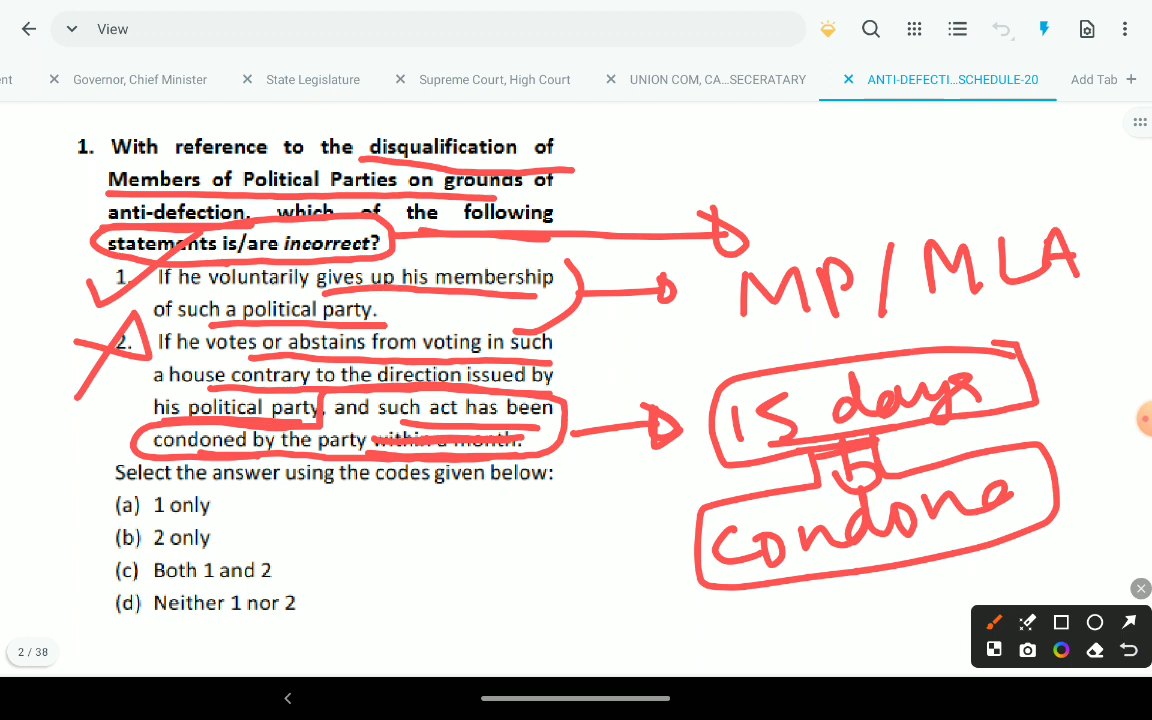 View
nt
Governor, Chief Minister
State Legislature
Supreme Court, High Court
UNION COM, CA...SECERATARY
ANTI-DEFECTI...SCHEDULE-20
Add Tab +
1. With reference to the disqualification of
Members of Political Parties on grounds of
anti-defection, which of the following
statements is/are incorrect?
1. If he voluntarily gives up his membership
of such a political party.
2. If he votes or abstains from voting in such
a house contrary to the direction issued by
his political party, and such act has been
condoned by the party within a month.
Select the answer using the codes given below:
(a) 1 only
(b) 2 only
(c) Both 1 and 2
(d) Neither 1 nor 2
MP/MLA
15 days
condone
2 / 38